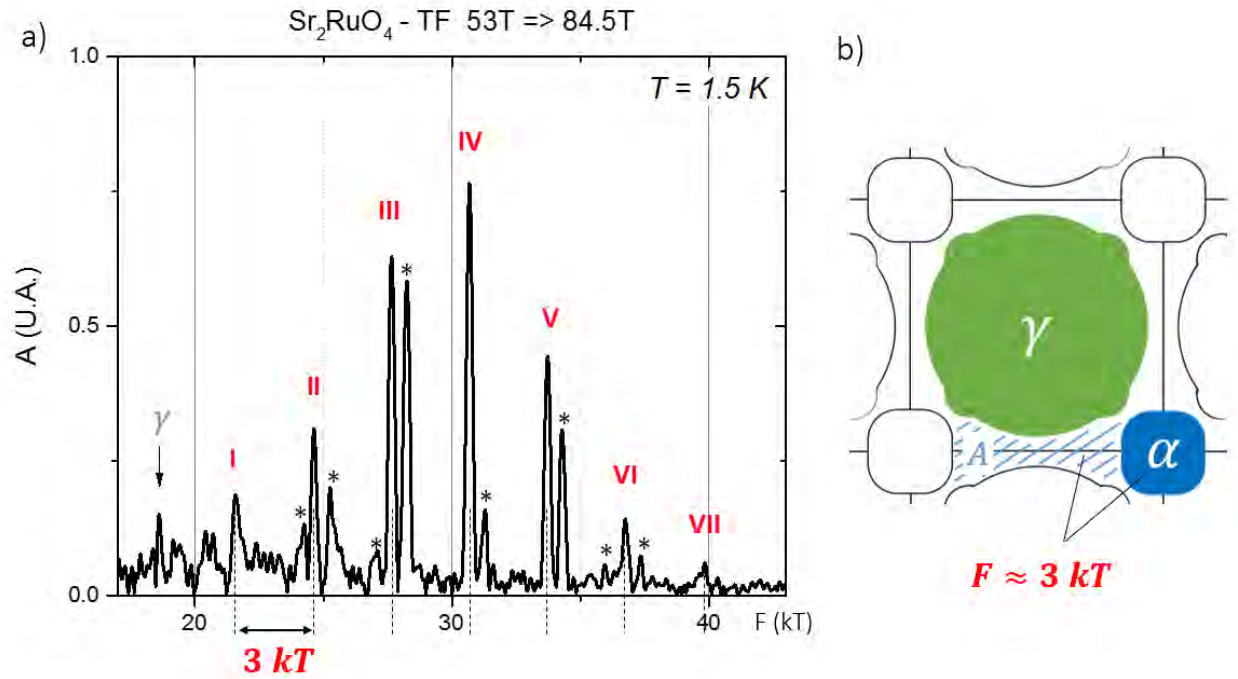 a)
Sr₂RuO₄ - TF 53T => 84.5T
b)
1.0
T = 1.5 K
IV
III
*
A (U.A.)
0.5
V
II
*
γ
I
*
*
*
*
VI
*
*
*
VII
0.0
20
30
40
F (kT)
3 kT
γ
A
α
F ≈ 3 kT